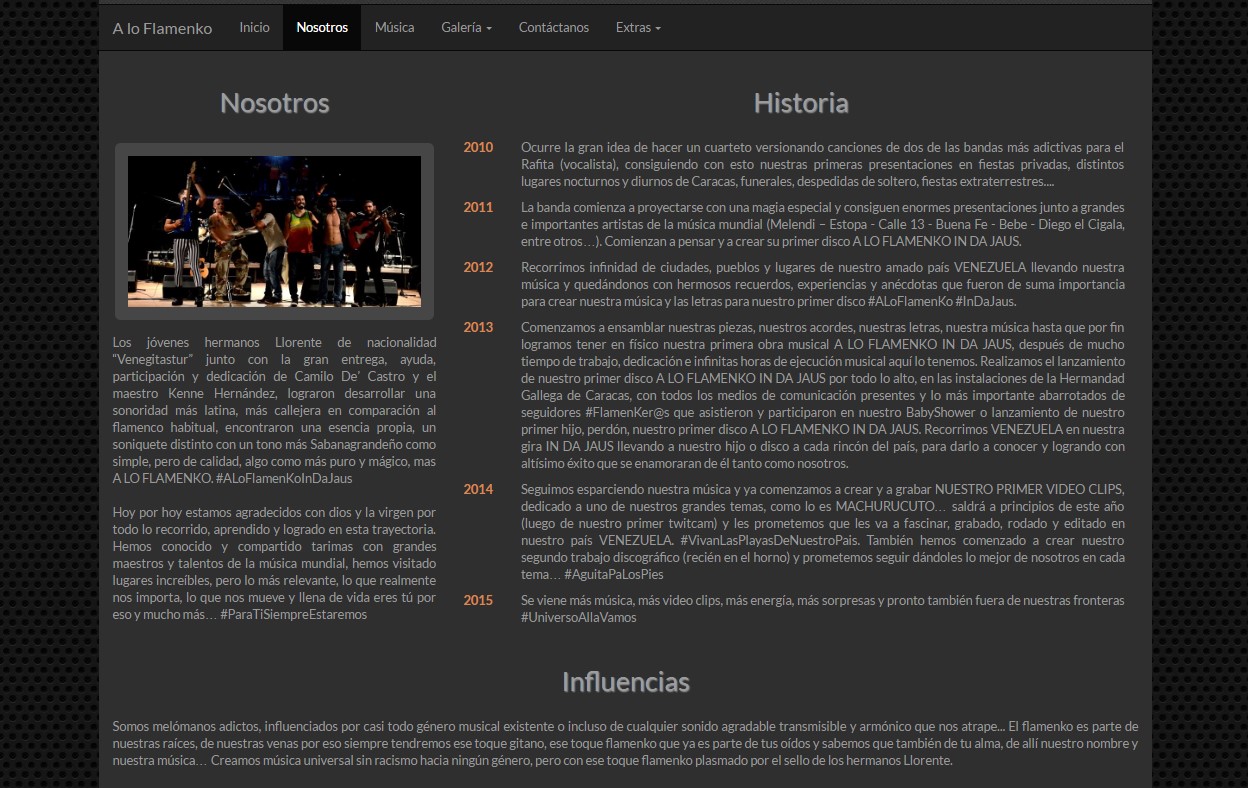 A lo Flamenko Inicio Nosotros Música Galería Contáctanos Extras
Nosotros
Los jóvenes hermanos Llorente de nacionalidad
“Venegitastur” junto con la gran entrega, ayuda,
participación y dedicación de Camilo De’ Castro y el
maestro Kenne Hernández, lograron desarrollar una
sonoridad más latina, más callejera en comparación al
flamenco habitual, encontraron una esencia propia, un
soniquete distinto con un tono más Sabanagrandeño como
simple, pero de calidad, algo como más puro y mágico, mas
A LO FLAMENKO. #ALoFlamenKoInDaJaus
Hoy por hoy estamos agradecidos con dios y la virgen por
todo lo recorrido, aprendido y logrado en esta trayectoria.
Hemos conocido y compartido tarimas con grandes
maestros y talentos de la música mundial, hemos visitado
lugares increíbles, pero lo más relevante, lo que realmente
nos importa, lo que nos mueve y llena de vida eres tú por
eso y mucho más… #ParaTiSiempreEstaremos
Historia
2010 Ocurre la gran idea de hacer un cuarteto versionando canciones de dos de las bandas más adictivas para el
Rafita (vocalista), consiguiendo con esto nuestras primeras presentaciones en fiestas privadas, distintos
lugares nocturnos y diurnos de Caracas, funerales, despedidas de soltero, fiestas extraterrestres....
2011 La banda comienza a proyectarse con una magia especial y consiguen enormes presentaciones junto a grandes
e importantes artistas de la música mundial (Melendi – Estopa - Calle 13 - Buena Fe - Bebe - Diego el Cigala,
entre otros…). Comienzan a pensar y a crear su primer disco A LO FLAMENKO IN DA JAUS.
2012 Recorrimos infinidad de ciudades, pueblos y lugares de nuestro amado país VENEZUELA llevando nuestra
música y quedándonos con hermosos recuerdos, experiencias y anécdotas que fueron de suma importancia
para crear nuestra música y las letras para nuestro primer disco #ALoFlamenKo #InDaJaus.
2013 Comenzamos a ensamblar nuestras piezas, nuestros acordes, nuestras letras, nuestra música hasta que por fin
logramos tener en físico nuestra primera obra musical A LO FLAMENKO IN DA JAUS, después de mucho
tiempo de trabajo, dedicación e infinitas horas de ejecución musical aquí lo tenemos. Realizamos el lanzamiento
de nuestro primer disco A LO FLAMENKO IN DA JAUS por todo lo alto, en las instalaciones de la Hermandad
Gallega de Caracas, con todos los medios de comunicación presentes y lo más importante abarrotados de
seguidores #FlamenKer@s que asistieron y participaron en nuestro BabyShower o lanzamiento de nuestro
primer hijo, perdón, nuestro primer disco A LO FLAMENKO IN DA JAUS. Recorrimos VENEZUELA en nuestra
gira IN DA JAUS llevando a nuestro hijo o disco a cada rincón del país, para darlo a conocer y logrando con
altísimo éxito que se enamoraran de él tanto como nosotros.
2014 Seguimos esparciendo nuestra música y ya comenzamos a crear y a grabar NUESTRO PRIMER VIDEO CLIPS,
dedicado a uno de nuestros grandes temas, como lo es MACHURUCUTO… saldrá a principios de este año
(luego de nuestro primer twitcam) y les prometemos que les va a fascinar, grabado, rodado y editado en
nuestro país VENEZUELA. #VivanLasPlayasDeNuestroPais. También hemos comenzado a crear nuestro
segundo trabajo discográfico (recién en el horno) y prometemos seguir dándoles lo mejor de nosotros en cada
tema… #AguitaPaLosPies
2015 Se viene más música, más video clips, más energía, más sorpresas y pronto también fuera de nuestras fronteras
#UniversoAllaVamos
Influencias
Somos melómanos adictos, influenciados por casi todo género musical existente o incluso de cualquier sonido agradable transmisible y armónico que nos atrape... El flamenko es parte de
nuestras raíces, de nuestras venas por eso siempre tendremos ese toque gitano, ese toque flamenko que ya es parte de tus oídos y sabemos que también de tu alma, de allí nuestro nombre y
nuestra música… Creamos música universal sin racismo hacia ningún género, pero con ese toque flamenko plasmado por el sello de los hermanos Llorente.